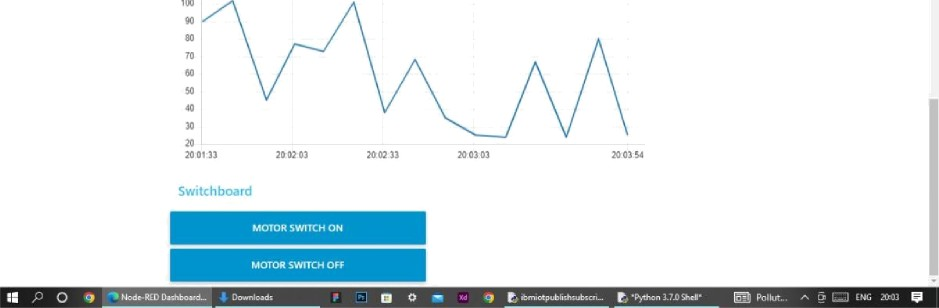 100
90
80
70
60
50
40
30
20
20:01:33 20:02:03 20:02:33 20:03:03 20:03:54
Switchboard
MOTOR SWITCH ON
MOTOR SWITCH OFF
Node-RED Dashboard... Downloads Ps Xd ibmiotpublishsubscri... *Python 3.7.0 Shell* Pollut... ENG 20:03